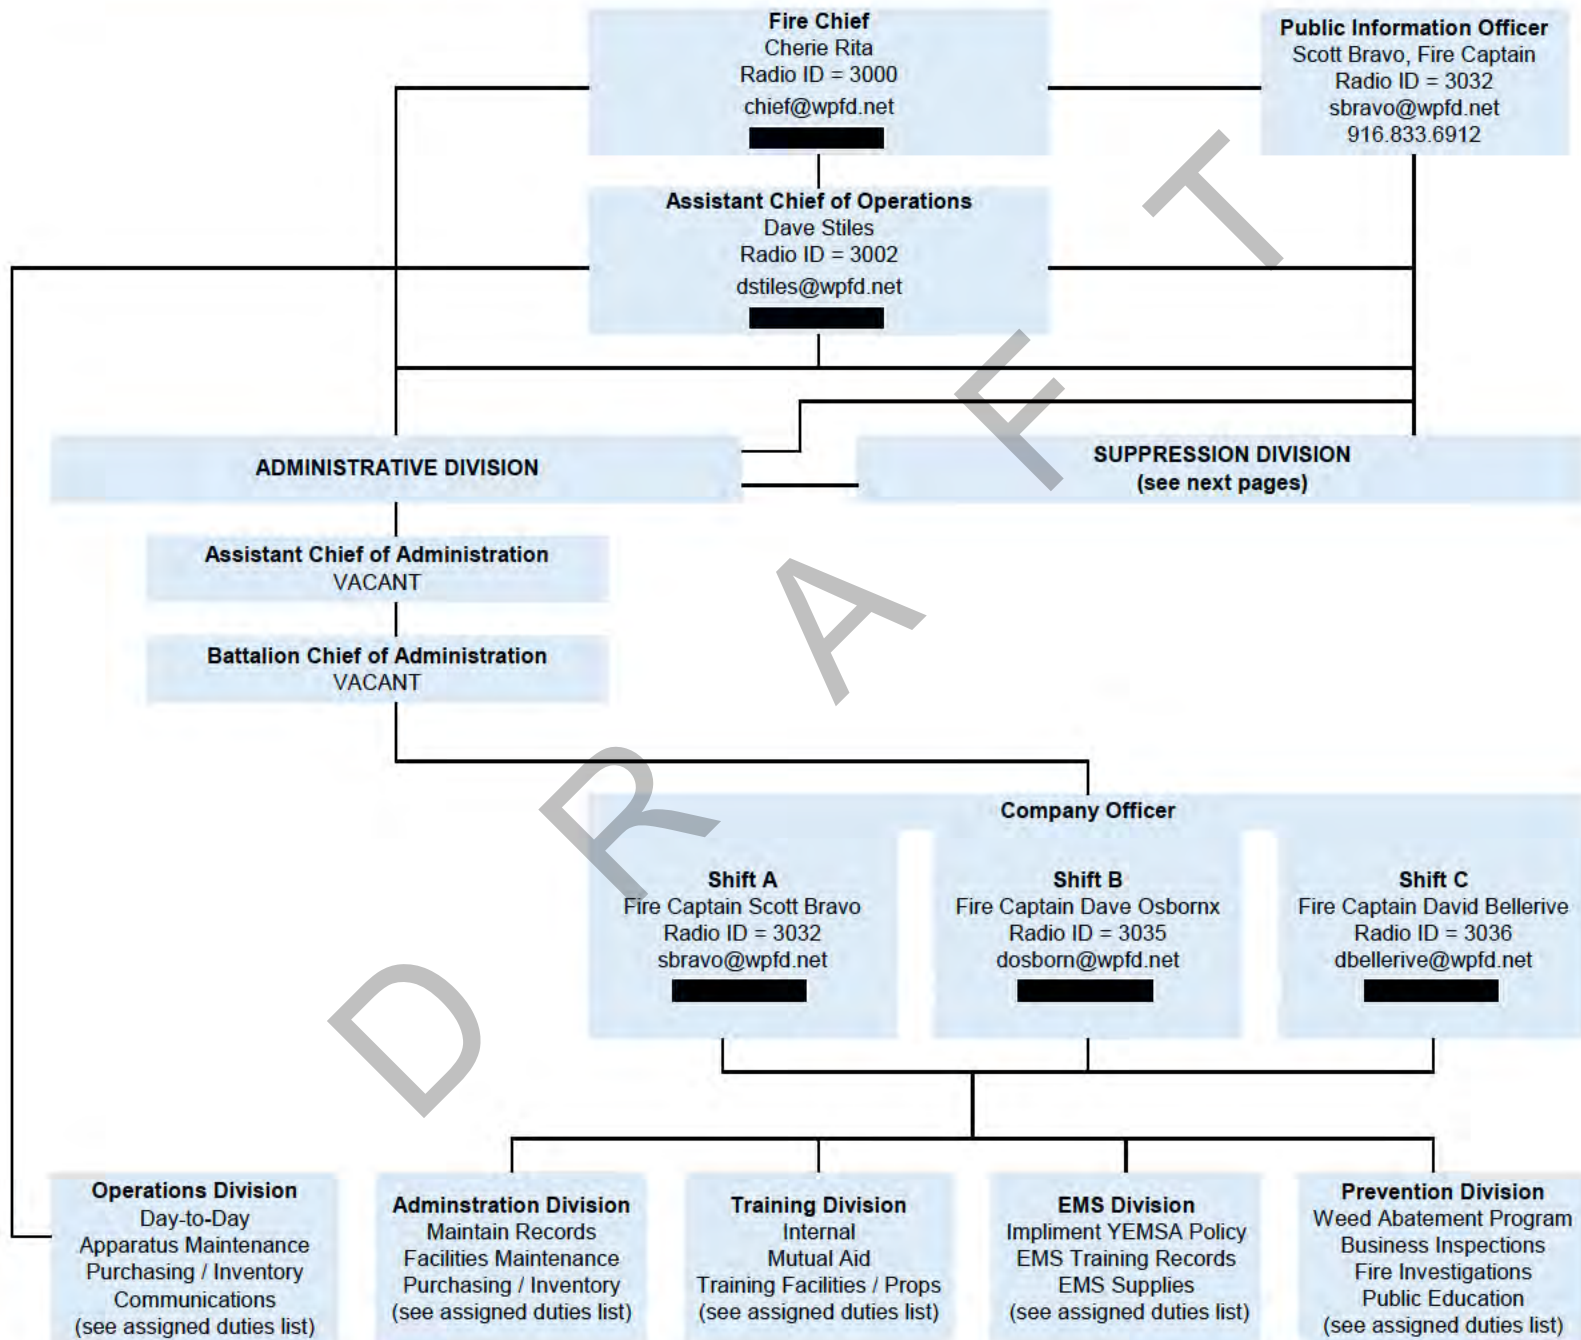 Fire Chief
Cherie Rita
Radio ID = 3000
chief@wpfd.net
Public Information Officer
Scott Bravo, Fire Captain
Radio ID = 3032
sbravo@wpfd.net
916.833.6912
Assistant Chief of Operations
Dave Stiles
Radio ID = 3002
dstiles@wpfd.net
ADMINISTRATIVE DIVISION
SUPPRESSION DIVISION
(see next pages)
Assistant Chief of Administration
VACANT
Battalion Chief of Administration
VACANT
Company Officer
Shift A
Fire Captain Scott Bravo
Radio ID = 3032
sbravo@wpfd.net
Shift B
Fire Captain Dave Osbornx
Radio ID = 3035
dosborn@wpfd.net
Shift C
Fire Captain David Bellerive
Radio ID = 3036
dbellerive@wpfd.net
Operations Division
Day-to-Day
Apparatus Maintenance
Purchasing / Inventory
Communications
(see assigned duties list)
Adminstration Division
Maintain Records
Facilities Maintenance
Purchasing / Inventory
(see assigned duties list)
Training Division
Internal
Mutual Aid
Training Facilities / Props
(see assigned duties list)
EMS Division
Impliment YEMSA Policy
EMS Training Records
EMS Supplies
(see assigned duties list)
Prevention Division
Weed Abatement Program
Business Inspections
Fire Investigations
Public Education
(see assigned duties list)
DRAFT